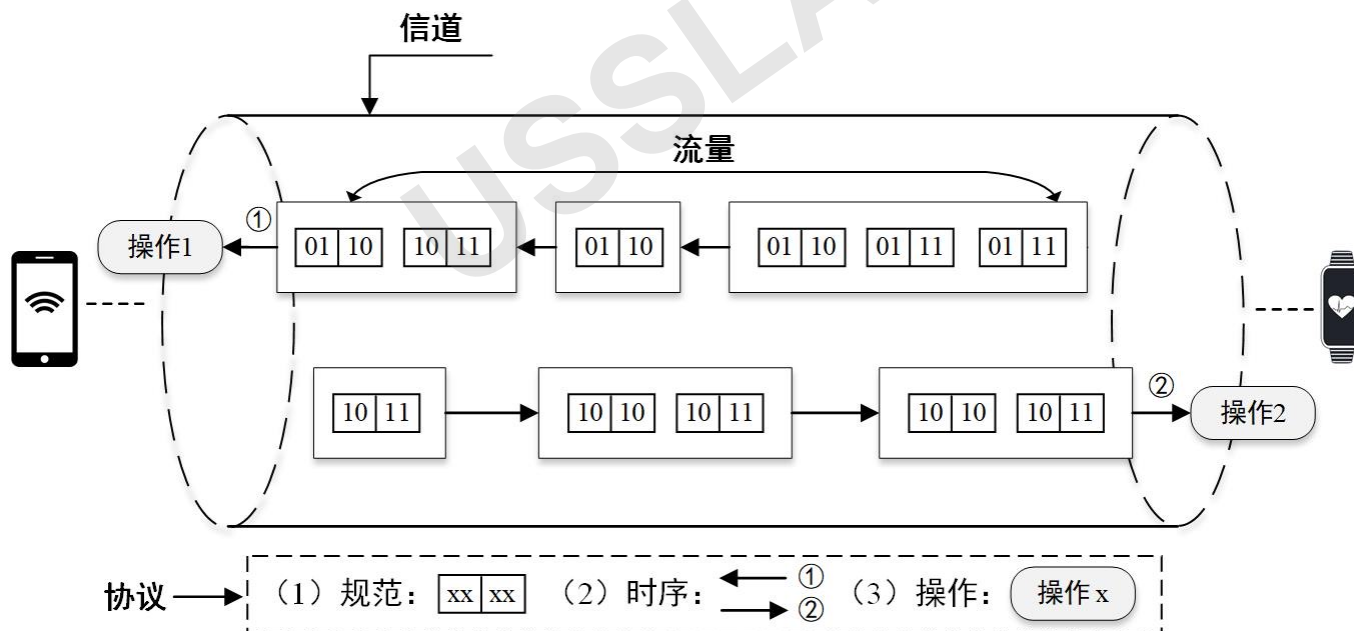 信道
USSLA
流量
① 操作1 01 10 10 11 01 10 01 10 01 11 01 11
10 11 10 10 10 11 10 10 10 11 ② 操作2
协议 （1）规范： xx xx （2）时序： ① ② （3）操作： 操作 x